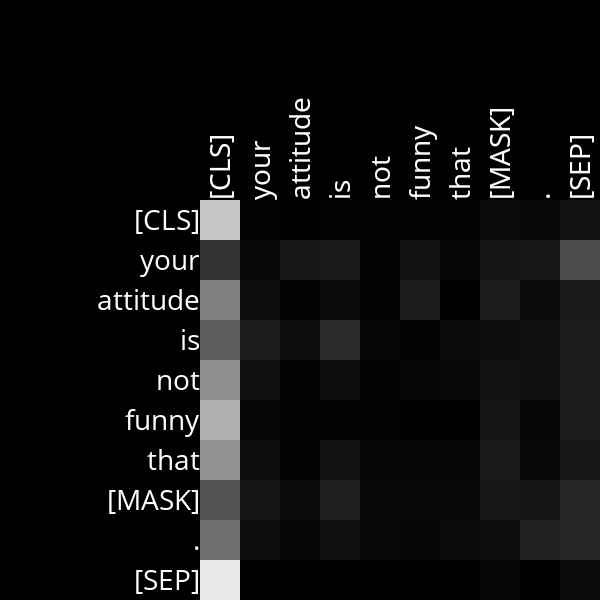 [CLS] your attitude is not funny that [MASK] . [SEP]
[CLS]
your
attitude
is
not
funny
that
[MASK]
.
[SEP]